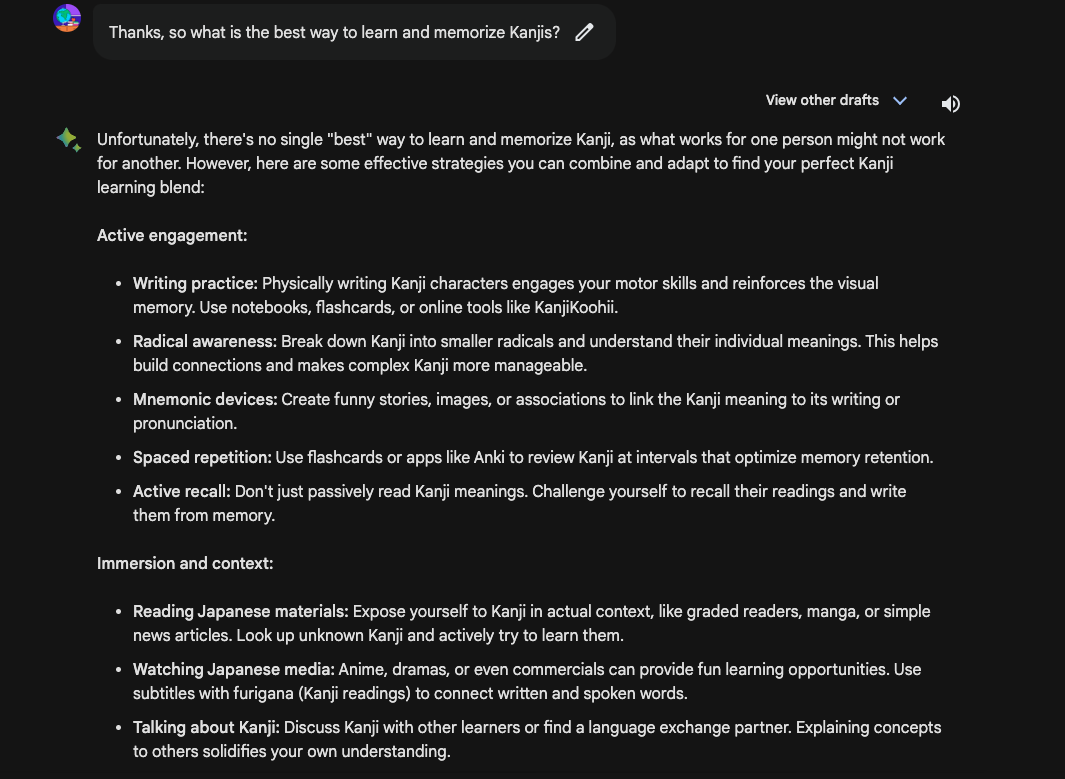 Thanks, so what is the best way to learn and memorize Kanjis?
View other drafts
Unfortunately, there's no single "best" way to learn and memorize Kanji, as what works for one person might not work
for another. However, here are some effective strategies you can combine and adapt to find your perfect Kanji
learning blend:
Active engagement:
• Writing practice: Physically writing Kanji characters engages your motor skills and reinforces the visual
memory. Use notebooks, flashcards, or online tools like KanjiKoohii.
• Radical awareness: Break down Kanji into smaller radicals and understand their individual meanings. This helps
build connections and makes complex Kanji more manageable.
• Mnemonic devices: Create funny stories, images, or associations to link the Kanji meaning to its writing or
pronunciation.
• Spaced repetition: Use flashcards or apps like Anki to review Kanji at intervals that optimize memory retention.
• Active recall: Don't just passively read Kanji meanings. Challenge yourself to recall their readings and write
them from memory.
Immersion and context:
• Reading Japanese materials: Expose yourself to Kanji in actual context, like graded readers, manga, or simple
news articles. Look up unknown Kanji and actively try to learn them.
• Watching Japanese media: Anime, dramas, or even commercials can provide fun learning opportunities. Use
subtitles with furigana (Kanji readings) to connect written and spoken words.
• Talking about Kanji: Discuss Kanji with other learners or find a language exchange partner. Explaining concepts
to others solidifies your own understanding.